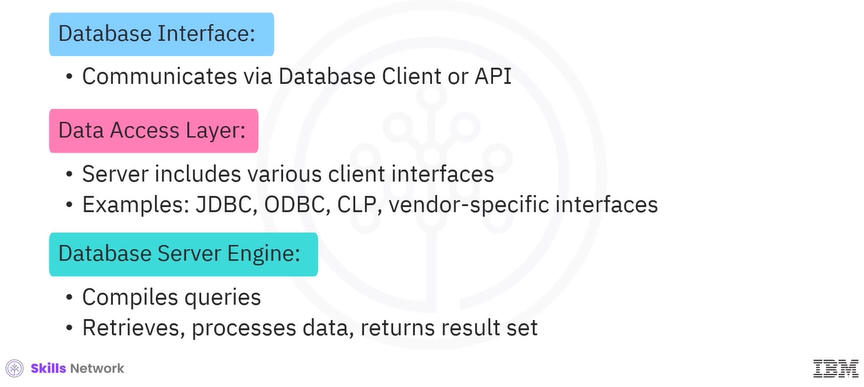 Database Interface:
• Communicates via Database Client or API
Data Access Layer:
• Server includes various client interfaces
• Examples: JDBC, ODBC, CLP, vendor-specific interfaces
Database Server Engine:
• Compiles queries
• Retrieves, processes data, returns result set
Skills Network
IBM